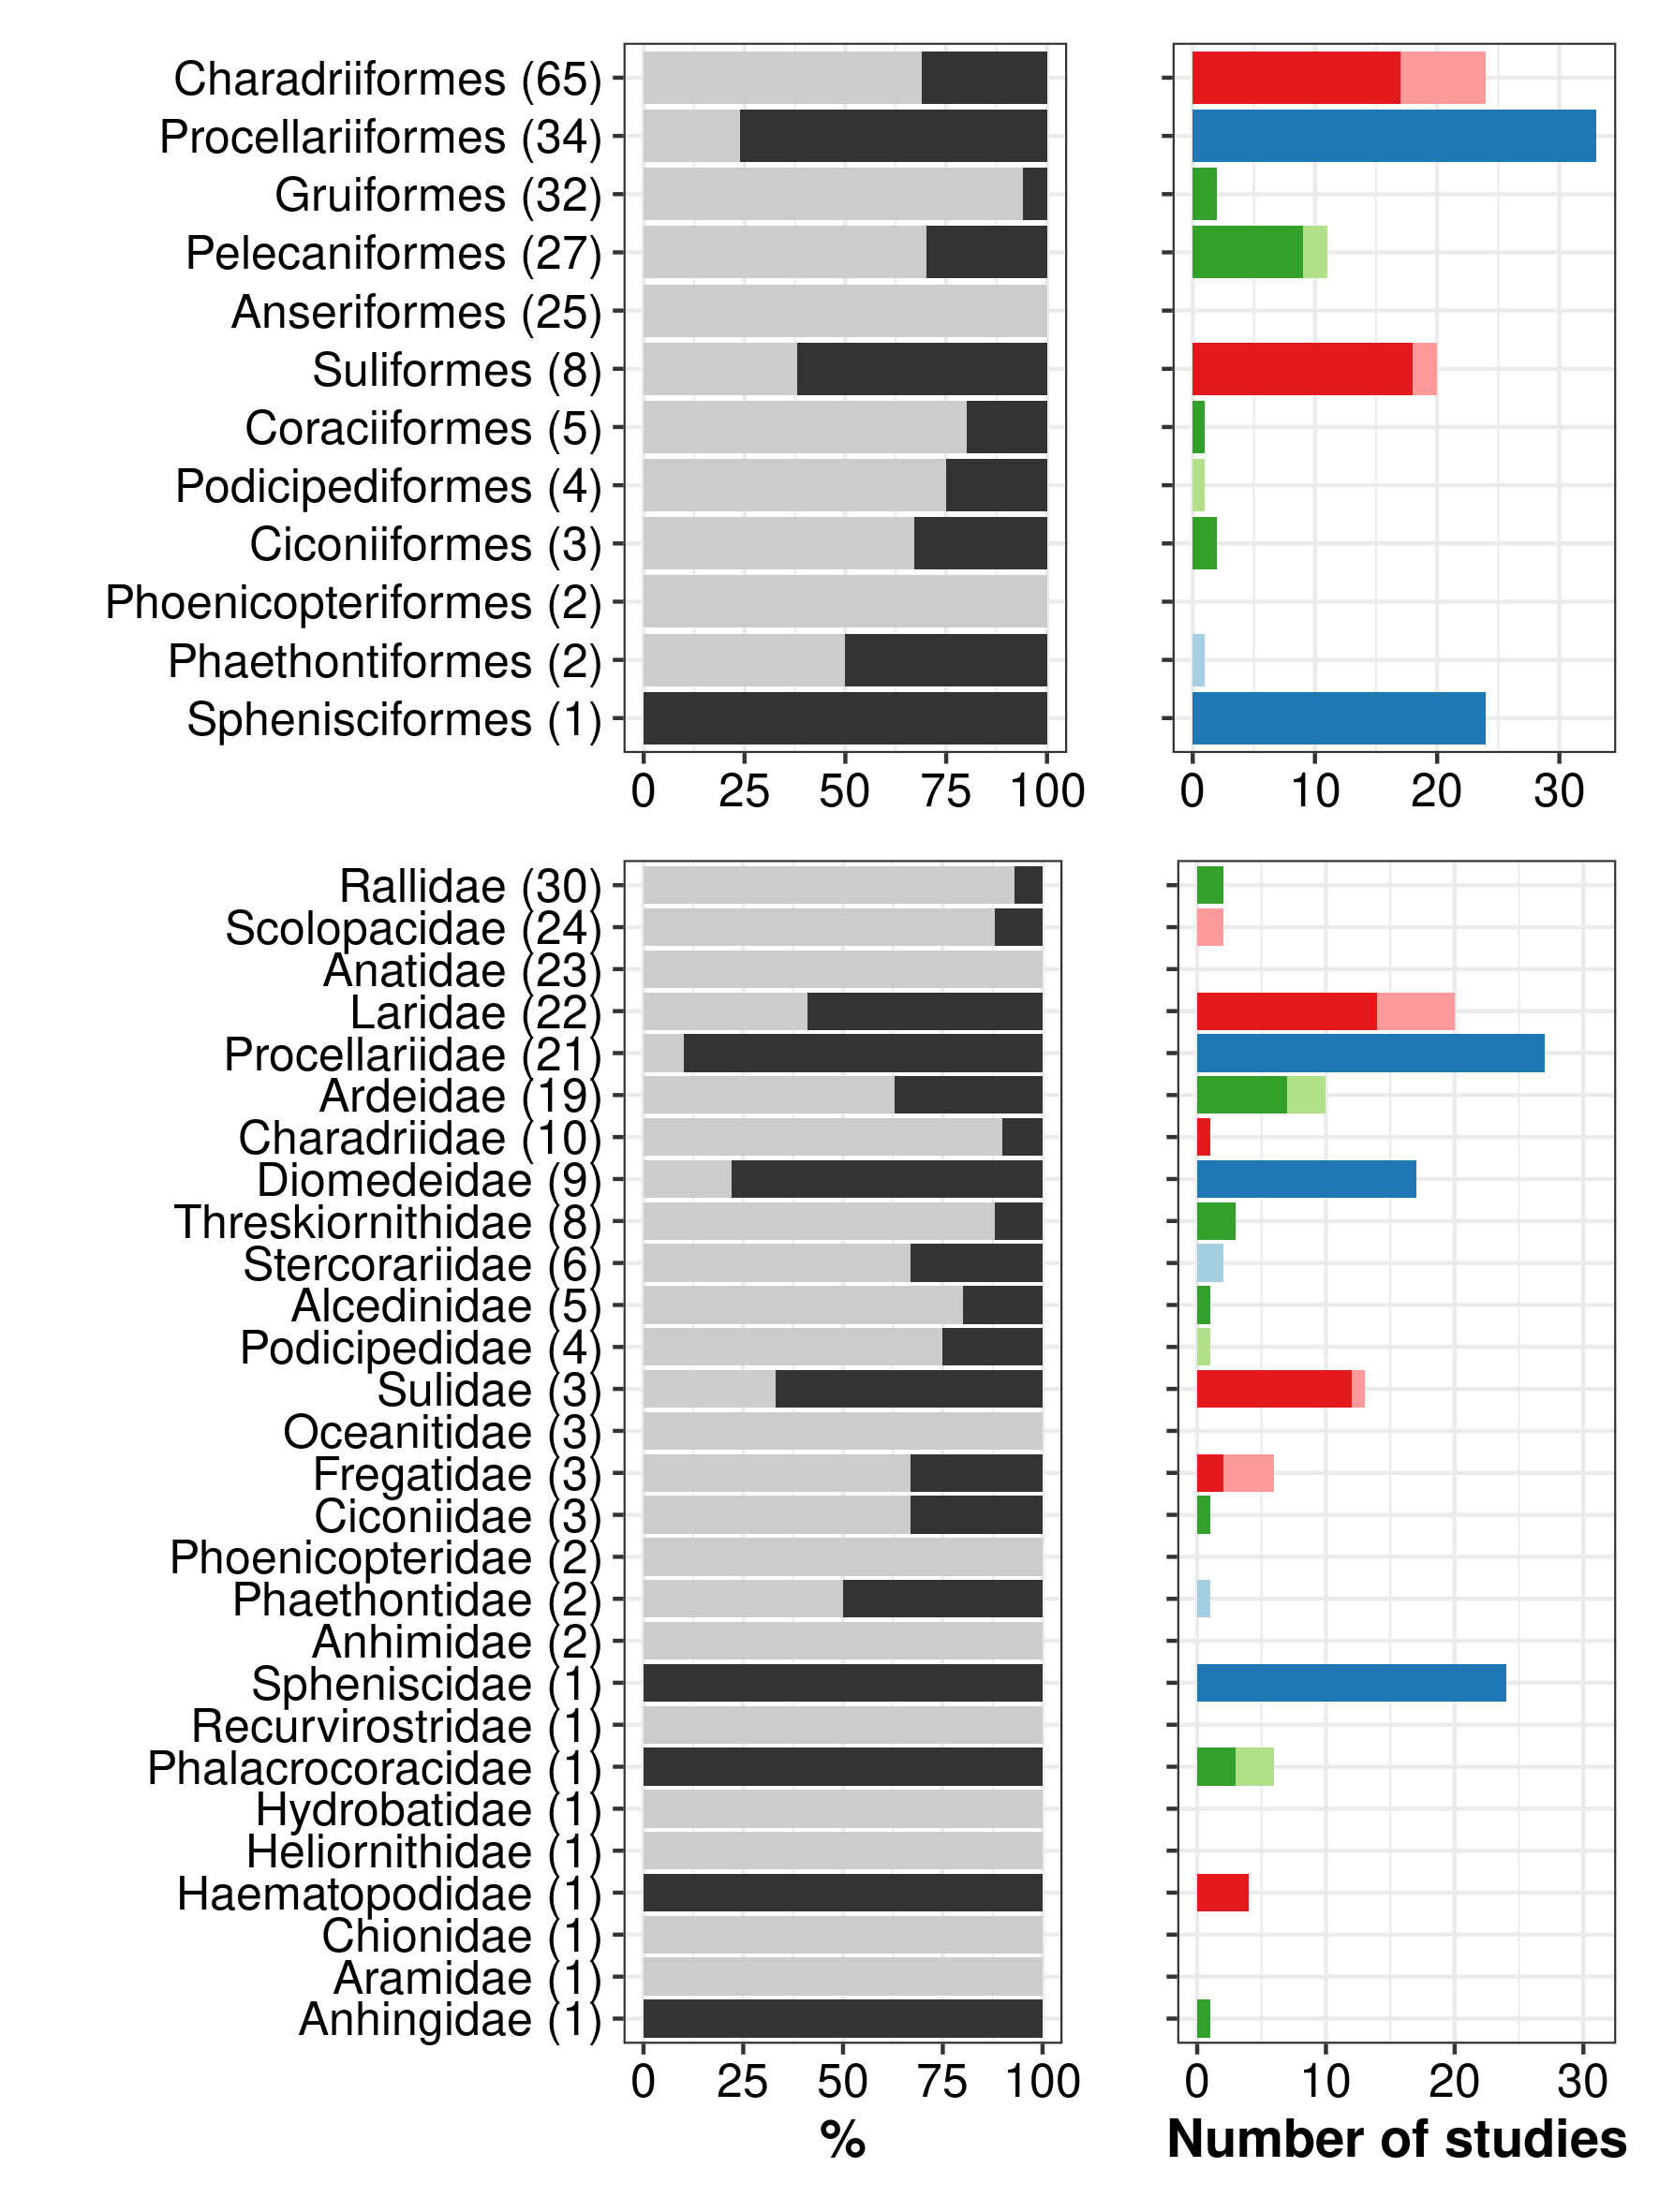 Charadriiformes (65)
Procellariiformes (34)
Gruiformes (32)
Pelecaniformes (27)
Anseriformes (25)
Suliformes (8)
Coraciiformes (5)
Podicipediformes (4)
Ciconiiformes (3)
Phoenicopteriformes (2)
Phaethontiformes (2)
Sphenisciformes (1)
0 25 50 75 100
0 10 20 30
Rallidae (30)
Scolopacidae (24)
Anatidae (23)
Laridae (22)
Procellariidae (21)
Ardeidae (19)
Charadriidae (10)
Diomedeidae (9)
Threskiornithidae (8)
Stercorariidae (6)
Alcedinidae (5)
Podicipedidae (4)
Sulidae (3)
Oceanitidae (3)
Fregatidae (3)
Ciconiidae (3)
Phoenicopteridae (2)
Phaethontidae (2)
Anhimidae (2)
Spheniscidae (1)
Recurvirostridae (1)
Phalacrocoracidae (1)
Hydrobatidae (1)
Heliornithidae (1)
Haematopodidae (1)
Chionidae (1)
Aramidae (1)
Anhingidae (1)
0 25 50 75 100
0 10 20 30
%
Number of studies